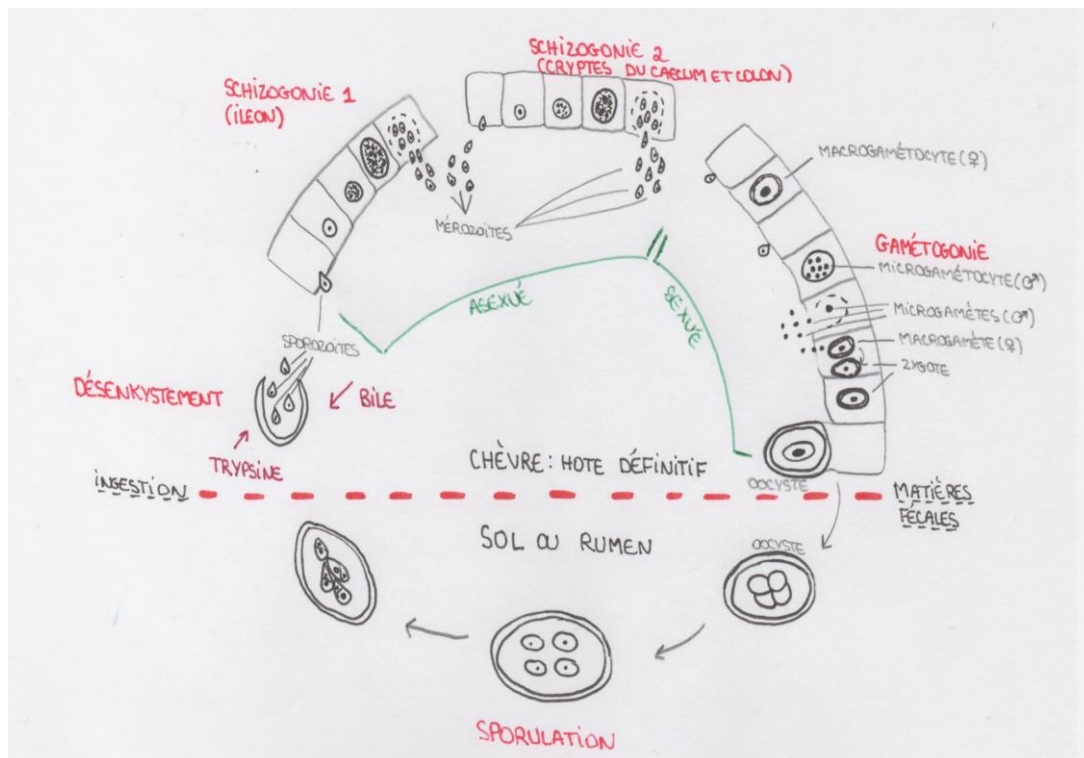 SCHIZOGONIE 2
(CRYPTES DU CAECUM ET COLON)
SCHIZOGONIE 1
(ILEON)
MACROGAMÉTOCYTE (♀)
MÉROZOÏTES
GAMÉTOGONIE
MICROGAMÉTOCYTE (♂)
ASEXUÉ
SEXUÉ
MICROGAMÈTES (♂)
SPOROZOÏTES
MACROGAMÈTE (♀)
ZYGOTE
DÉSENKYSTEMENT
BILE
TRYPSINE
CHÈVRE : HOTE DÉFINITIF
INGESTION
OOCYSTE
MATIÈRES
FÉCALES
SOL OU RUMEN
OOCYSTE
SPORULATION